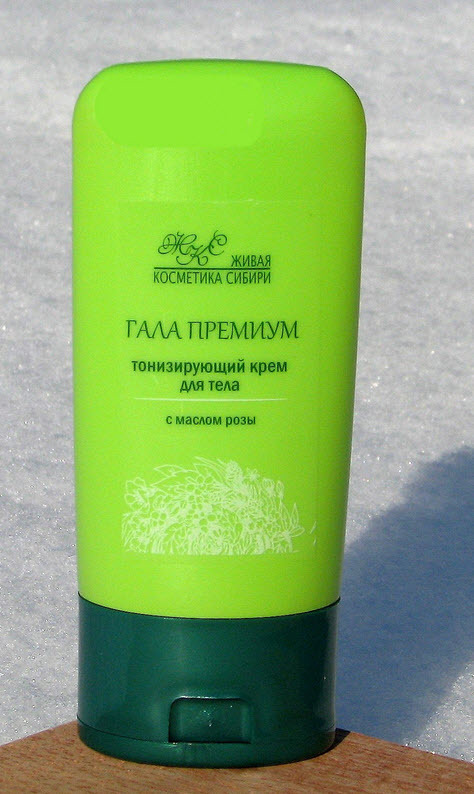 ЖКС ЖИВАЯ
КОСМЕТИКА СИБИРИ
ГАЛА ПРЕМИУМ
тонизирующий крем
для тела
с маслом розы